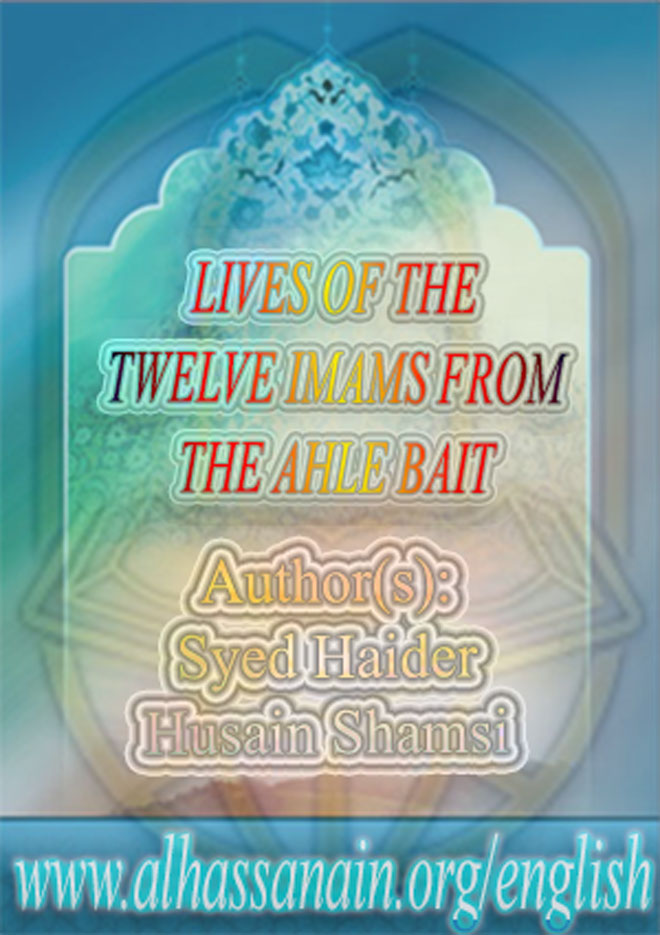 LIVES OF THE
TWELVE IMAMS FROM
THE AHLE BAIT
Author(s):
Syed Haider
Husain Shamsi
www.alhassanain.org/english